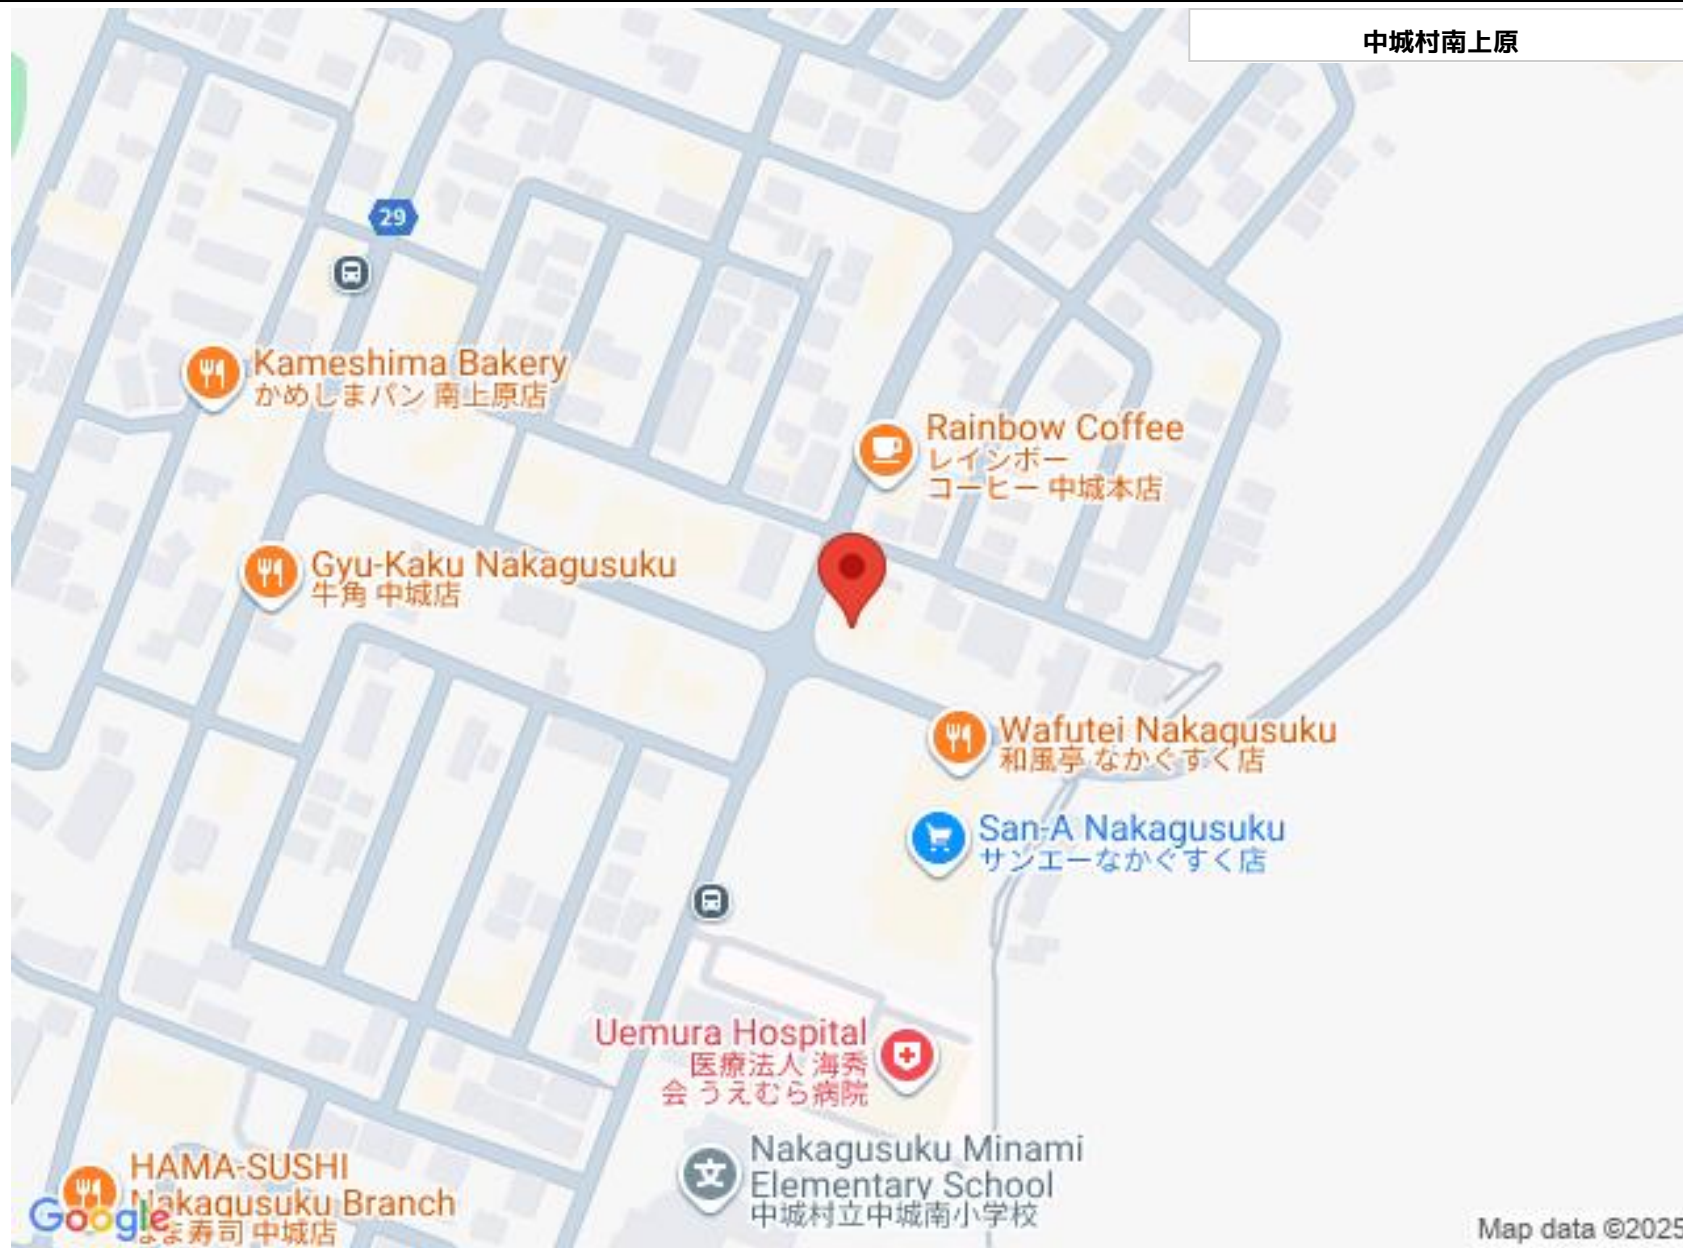 中城村南上原
29
Kameshima Bakery
かめしまパン 南上原店
Rainbow Coffee
レインボー
コーヒー 中城本店
Gyu-Kaku Nakagusuku
牛角 中城店
Wafutei Nakagusuku
和風亭 なかぐすく店
San-A Nakagusuku
サンエーなかぐすく店
Uemura Hospital
医療法人 海秀
会 うえむら病院
Nakagusuku Minami
Elementary School
中城村立中城南小学校
文
HAMA-SUSHI
Nakagusuku Branch
はま寿司 中城店
Google
Map data ©2025